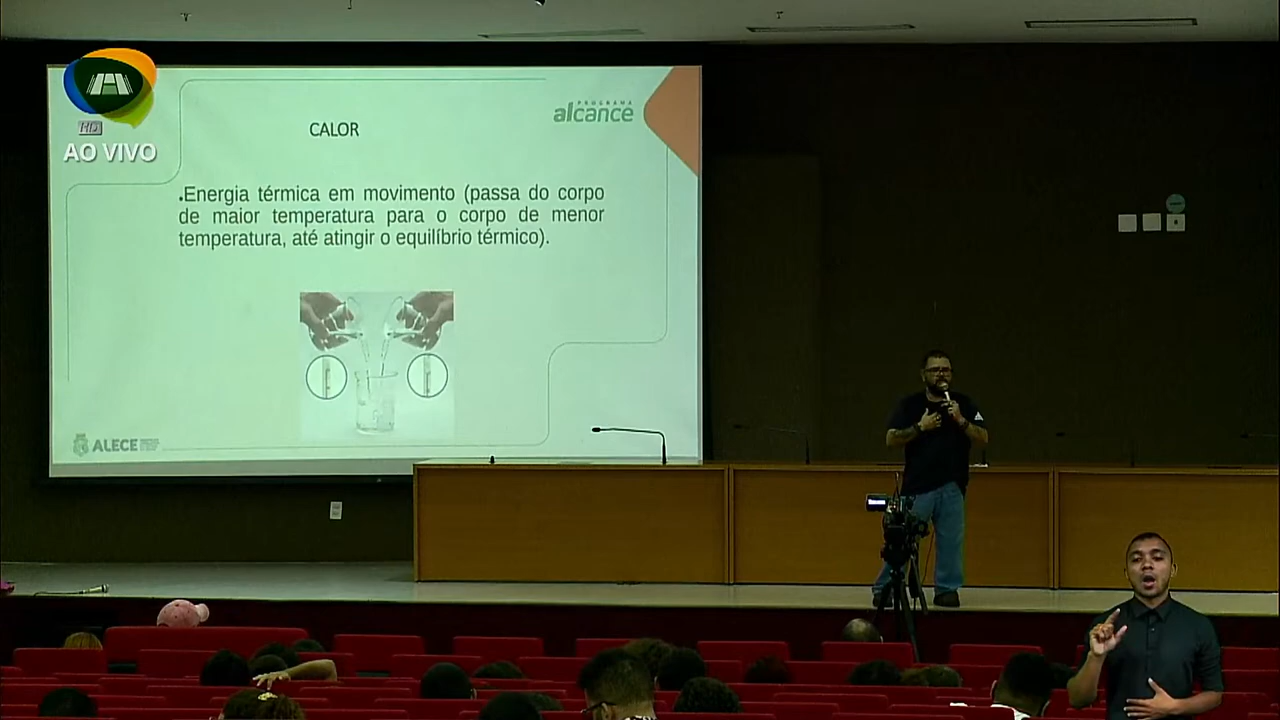 HD
AO VIVO
PROGRAMA
alcance
CALOR
.Energia térmica em movimento (passa do corpo
de maior temperatura para o corpo de menor
temperatura, até atingir o equilíbrio térmico).
ALECE